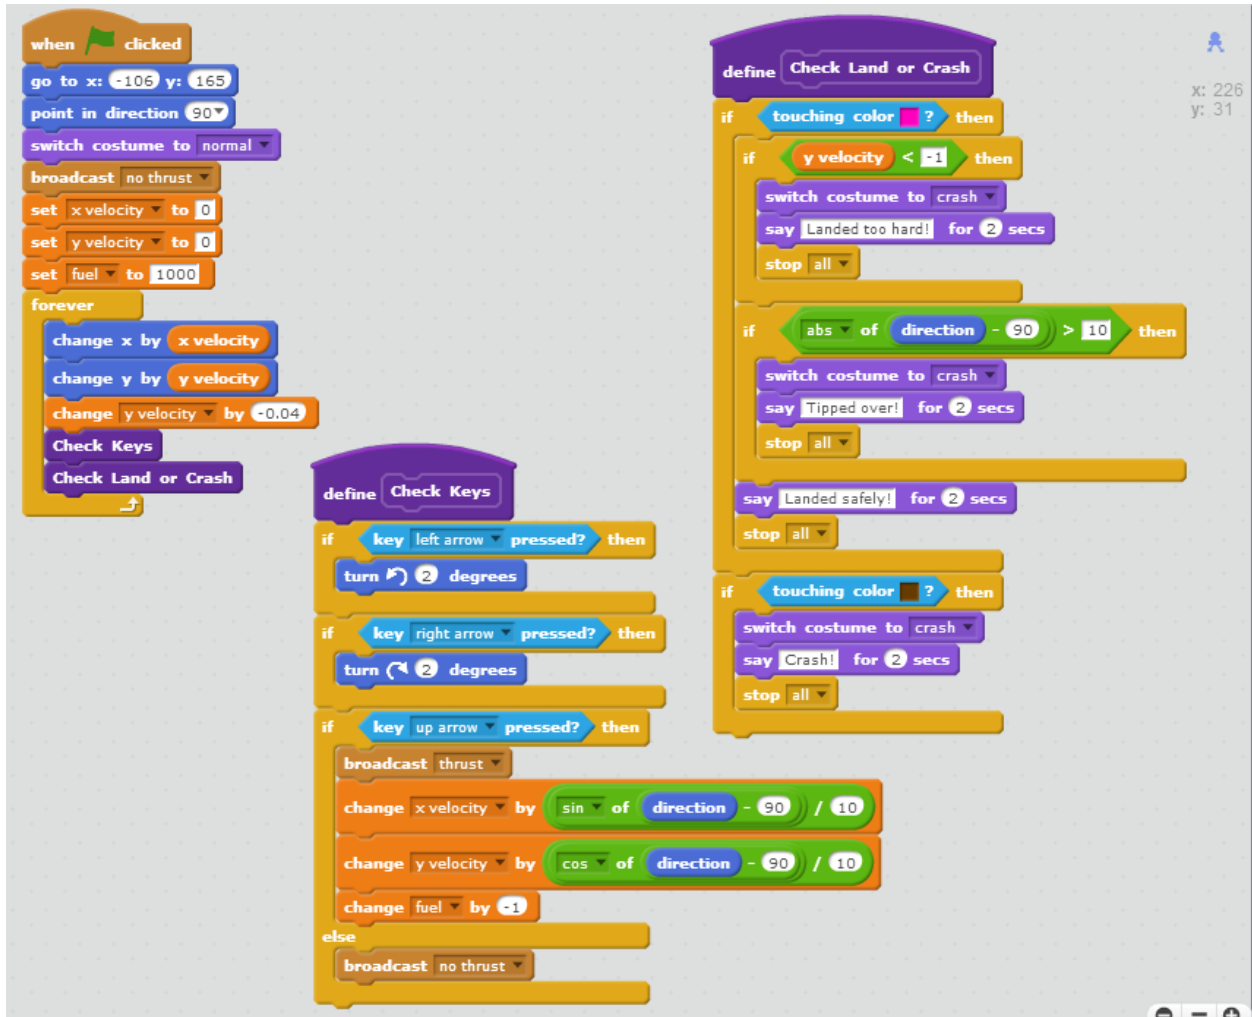 when clicked
go to x: -106 y: 165
point in direction 90
switch costume to normal
broadcast no thrust
set x velocity to 0
set y velocity to 0
set fuel to 1000
forever
change x by x velocity
change y by y velocity
change y velocity by -0.04
Check Keys
Check Land or Crash
define Check Keys
if key left arrow pressed? then
turn 2 degrees
if key right arrow pressed? then
turn 2 degrees
if key up arrow pressed? then
broadcast thrust
change x velocity by sin of direction - 90 / 10
change y velocity by cos of direction - 90 / 10
change fuel by -1
else
broadcast no thrust
define Check Land or Crash
if touching color ? then
if y velocity < -1 then
switch costume to crash
say Landed too hard! for 2 secs
stop all
if abs of direction - 90 > 10 then
switch costume to crash
say Tipped over! for 2 secs
stop all
say Landed safely! for 2 secs
stop all
if touching color ? then
switch costume to crash
say Crash! for 2 secs
stop all
x: 226
y: 31